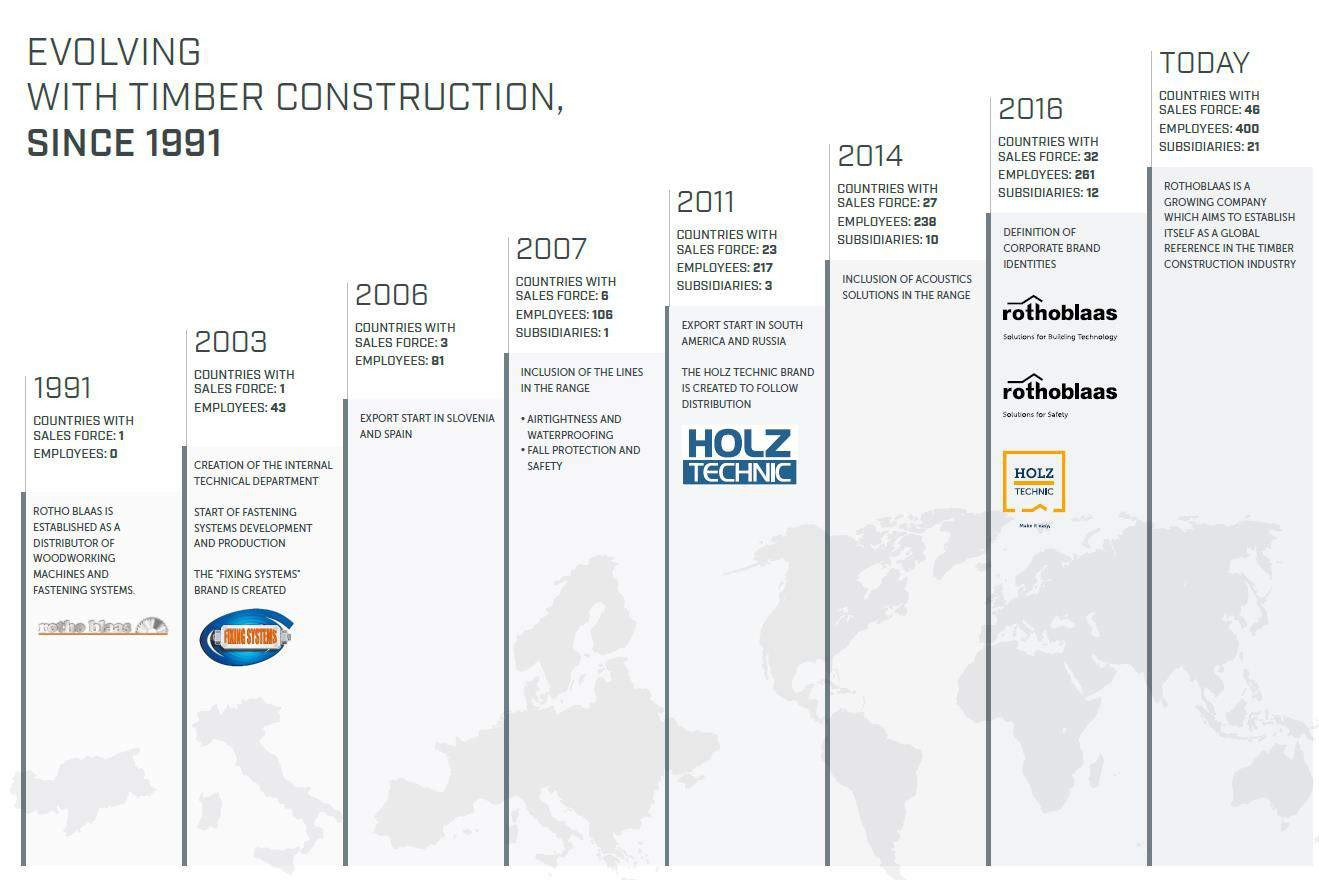 EVOLVING
WITH TIMBER CONSTRUCTION,
SINCE 1991
1991
COUNTRIES WITH
SALES FORCE: 1
EMPLOYEES: 0
ROTHO BLAAS IS
ESTABLISHED AS A
DISTRIBUTOR OF
WOODWORKING
MACHINES AND
FASTENING SYSTEMS.
rotho blaas
2003
COUNTRIES WITH
SALES FORCE: 1
EMPLOYEES: 43
CREATION OF THE INTERNAL
TECHNICAL DEPARTMENT
START OF FASTENING
SYSTEMS DEVELOPMENT
AND PRODUCTION
THE "FIXING SYSTEMS"
BRAND IS CREATED
FIXING SYSTEMS
2006
COUNTRIES WITH
SALES FORCE: 3
EMPLOYEES: 81
EXPORT START IN SLOVENIA
AND SPAIN
2007
COUNTRIES WITH
SALES FORCE: 6
EMPLOYEES: 106
SUBSIDIARIES: 1
INCLUSION OF THE LINES
IN THE RANGE
• AIRTIGHTNESS AND
WATERPROOFING
• FALL PROTECTION AND
SAFETY
2011
COUNTRIES WITH
SALES FORCE: 23
EMPLOYEES: 217
SUBSIDIARIES: 3
EXPORT START IN SOUTH
AMERICA AND RUSSIA
THE HOLZ TECHNIC BRAND
IS CREATED TO FOLLOW
DISTRIBUTION
HOLZ
TECHNIC
2014
COUNTRIES WITH
SALES FORCE: 27
EMPLOYEES: 238
SUBSIDIARIES: 10
INCLUSION OF ACOUSTICS
SOLUTIONS IN THE RANGE
2016
COUNTRIES WITH
SALES FORCE: 32
EMPLOYEES: 261
SUBSIDIARIES: 12
DEFINITION OF
CORPORATE BRAND
IDENTITIES
rothoblaas
Solutions for Building Technology
rothoblaas
Solutions for Safety
HOLZ
TECHNIC
Make it easy
TODAY
COUNTRIES WITH
SALES FORCE: 46
EMPLOYEES: 400
SUBSIDIARIES: 21
ROTHOBLAAS IS A
GROWING COMPANY
WHICH AIMS TO ESTABLISH
ITSELF AS A GLOBAL
REFERENCE IN THE TIMBER
CONSTRUCTION INDUSTRY